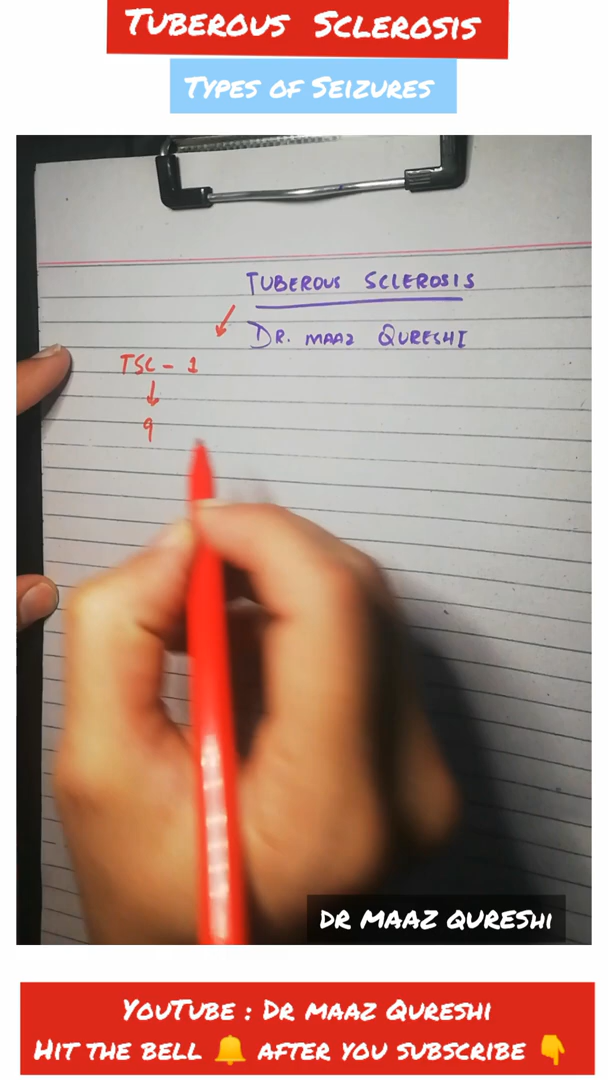 TUBEROUS SCLEROSIS
TYPES OF SEIZURES
TUBEROUS SCLEROSIS
DR. MAAZ QURESHI
TSC - 1
↓
9
DR MAAZ QURESHI
YOUTUBE : DR MAAZ QURESHI
HIT THE BELL 🔔 AFTER YOU SUBSCRIBE 👇